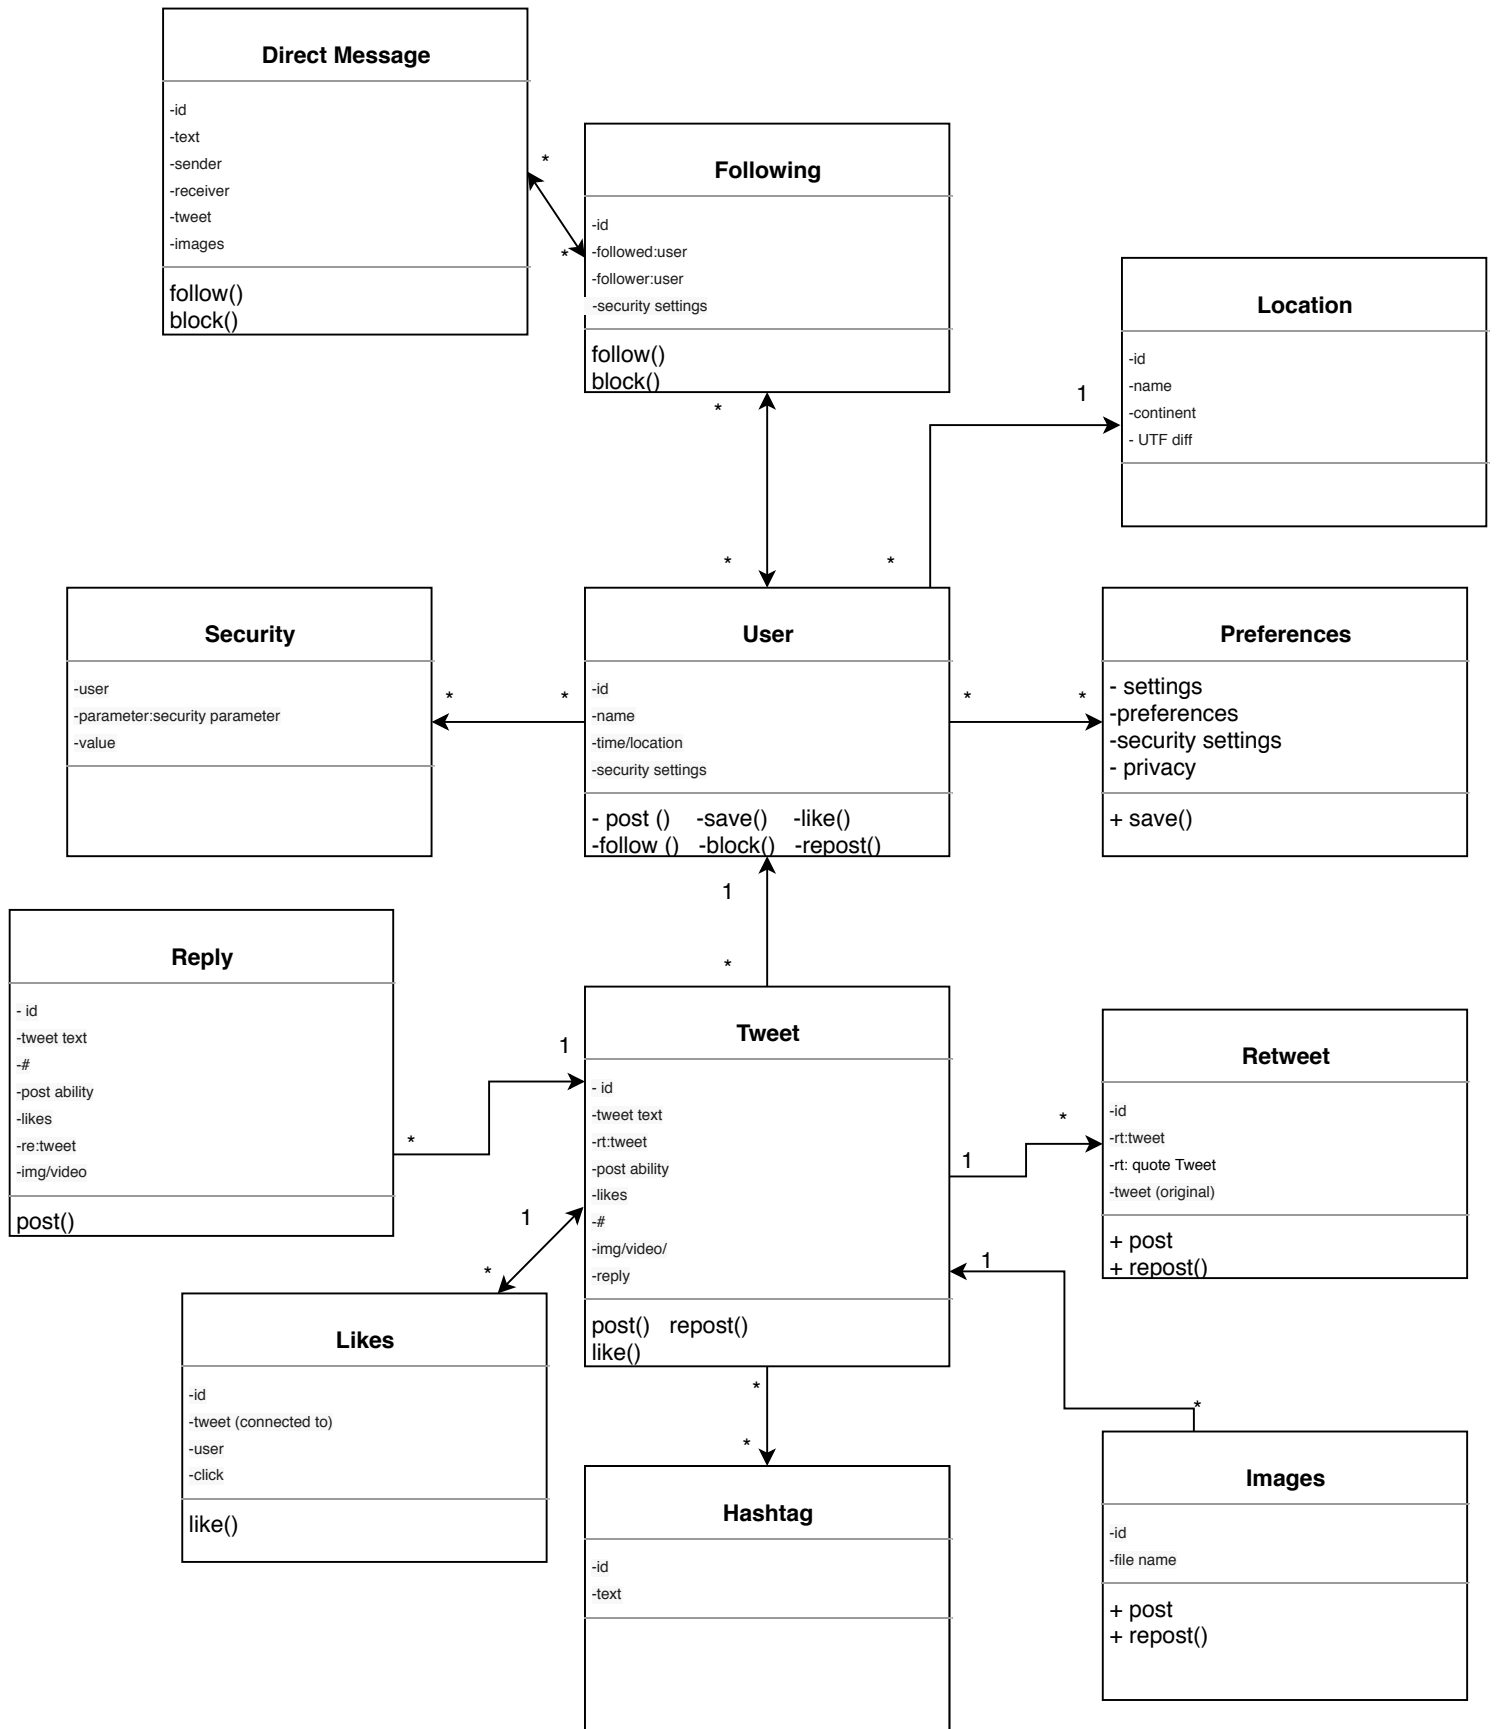 Direct Message
-id
-text
-sender
-receiver
-tweet
-images
follow()
block()
*
*
Following
-id
-followed:user
-follower:user
-security settings
follow()
block()
Location
-id
-name
-continent
- UTF diff
1
*
*
*
Security
-user
-parameter:security parameter
-value
*
*
User
-id
-name
-time/location
-security settings
- post () -save() -like()
-follow () -block() -repost()
*
*
Preferences
- settings
-preferences
-security settings
- privacy
+ save()
1
*
Reply
- id
-tweet text
-#
-post ability
-likes
-re:tweet
-img/video
post()
*
1
Tweet
- id
-tweet text
-rt:tweet
-post ability
-likes
-#
-img/video/
-reply
post() repost()
like()
1
*
Retweet
-id
-rt:tweet
-rt: quote Tweet
-tweet (original)
+ post
+ repost()
1
*
Likes
-id
-tweet (connected to)
-user
-click
like()
*
*
Hashtag
-id
-text
1
*
Images
-id
-file name
+ post
+ repost()